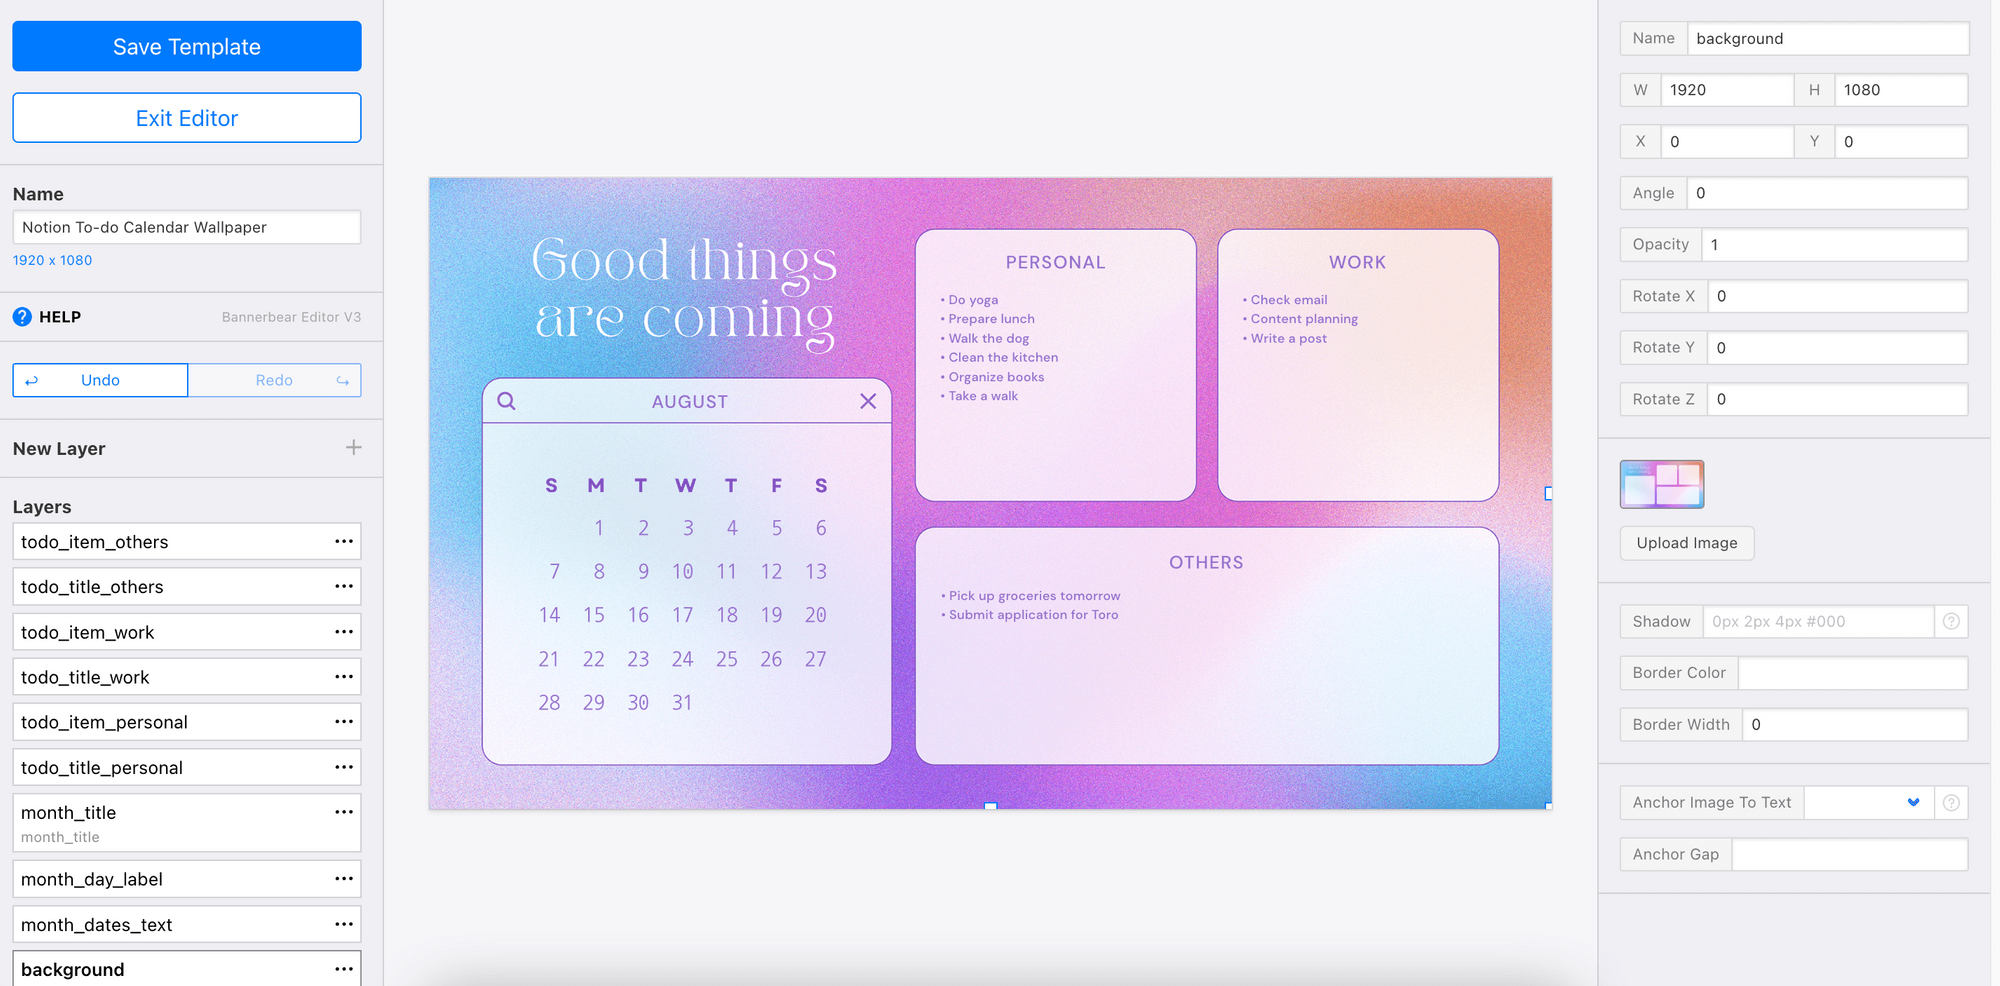 Save Template
Exit Editor
Name
Notion To-do Calendar Wallpaper
1920 x 1080
? HELP
Bannerbear Editor V3
Undo
Redo
New Layer
Layers
todo_item_others
todo_title_others
todo_item_work
todo_title_work
todo_item_personal
todo_title_personal
month_title
month_title
month_day_label
month_dates_text
background
Good things
are coming
AUGUST
S M T W T F S
1 2 3 4 5 6
7 8 9 10 11 12 13
14 15 16 17 18 19 20
21 22 23 24 25 26 27
28 29 30 31
PERSONAL
• Do yoga
• Prepare lunch
• Walk the dog
• Clean the kitchen
• Organize books
• Take a walk
WORK
• Check email
• Content planning
• Write a post
OTHERS
• Pick up groceries tomorrow
• Submit application for Toro
Name background
W 1920 H 1080
X 0 Y 0
Angle 0
Opacity 1
Rotate X 0
Rotate Y 0
Rotate Z 0
Upload Image
Shadow 0px 2px 4px #000 ?
Border Color
Border Width 0
Anchor Image To Text ?
Anchor Gap